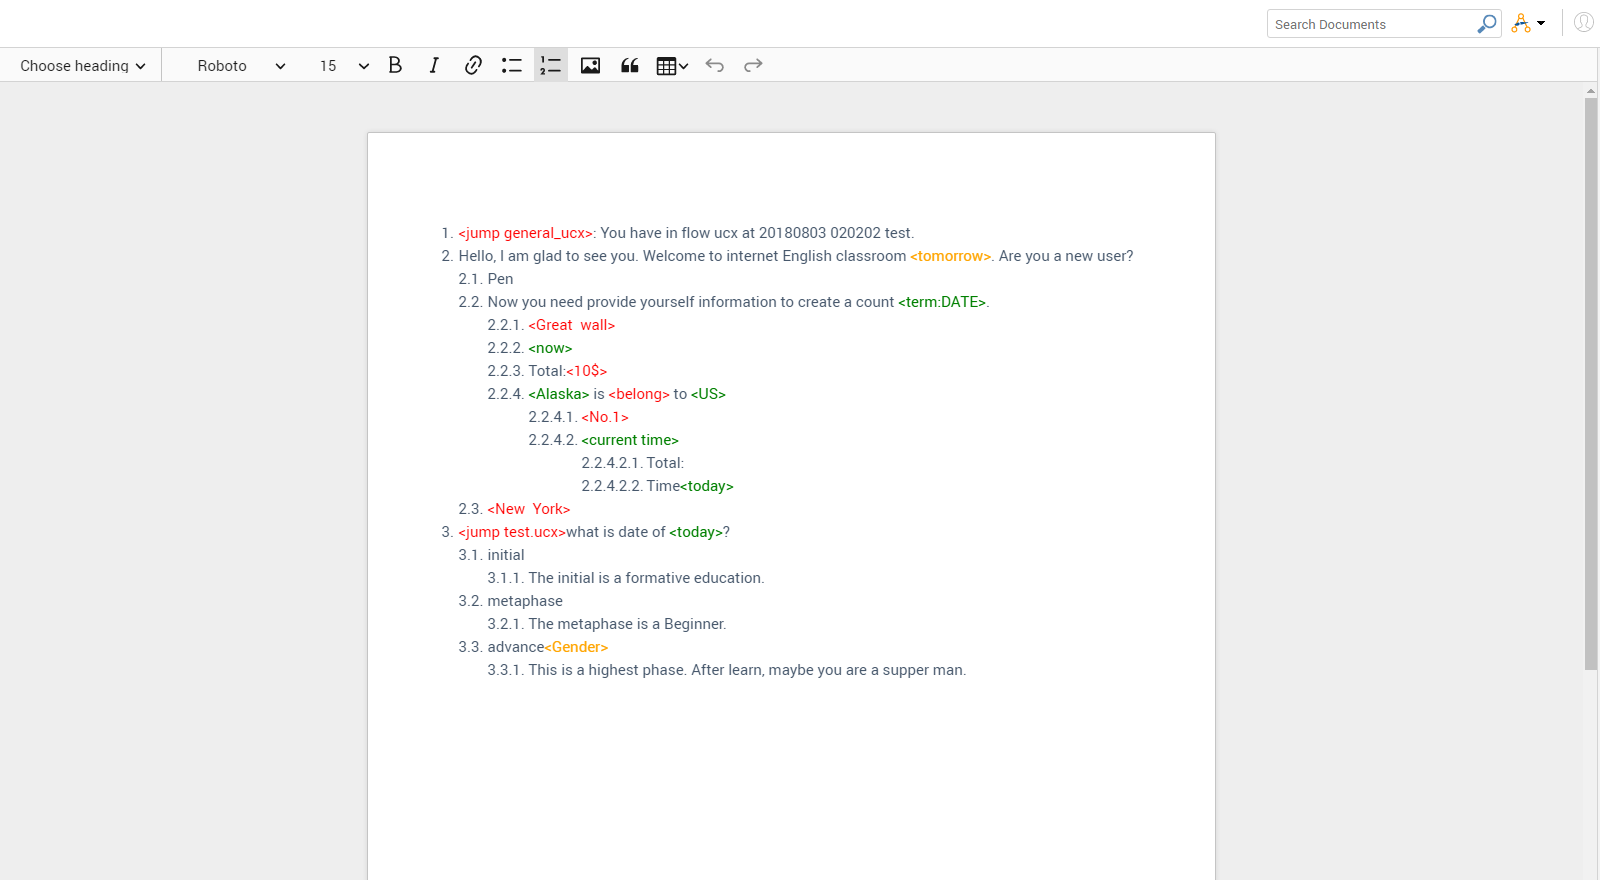 Search Documents
Choose heading Roboto 15
1. <jump general_ucx>: You have in flow ucx at 20180803 020202 test.
2. Hello, I am glad to see you. Welcome to internet English classroom <tomorrow>. Are you a new user?
2.1. Pen
2.2. Now you need provide yourself information to create a count <term:DATE>.
2.2.1. <Great  wall>
2.2.2. <now>
2.2.3. Total:<10$>
2.2.4. <Alaska> is <belong> to <US>
2.2.4.1. <No.1>
2.2.4.2. <current time>
2.2.4.2.1. Total:
2.2.4.2.2. Time<today>
2.3. <New  York>
3. <jump test.ucx>what is date of <today>?
3.1. initial
3.1.1. The initial is a formative education.
3.2. metaphase
3.2.1. The metaphase is a Beginner.
3.3. advance<Gender>
3.3.1. This is a highest phase. After learn, maybe you are a supper man.